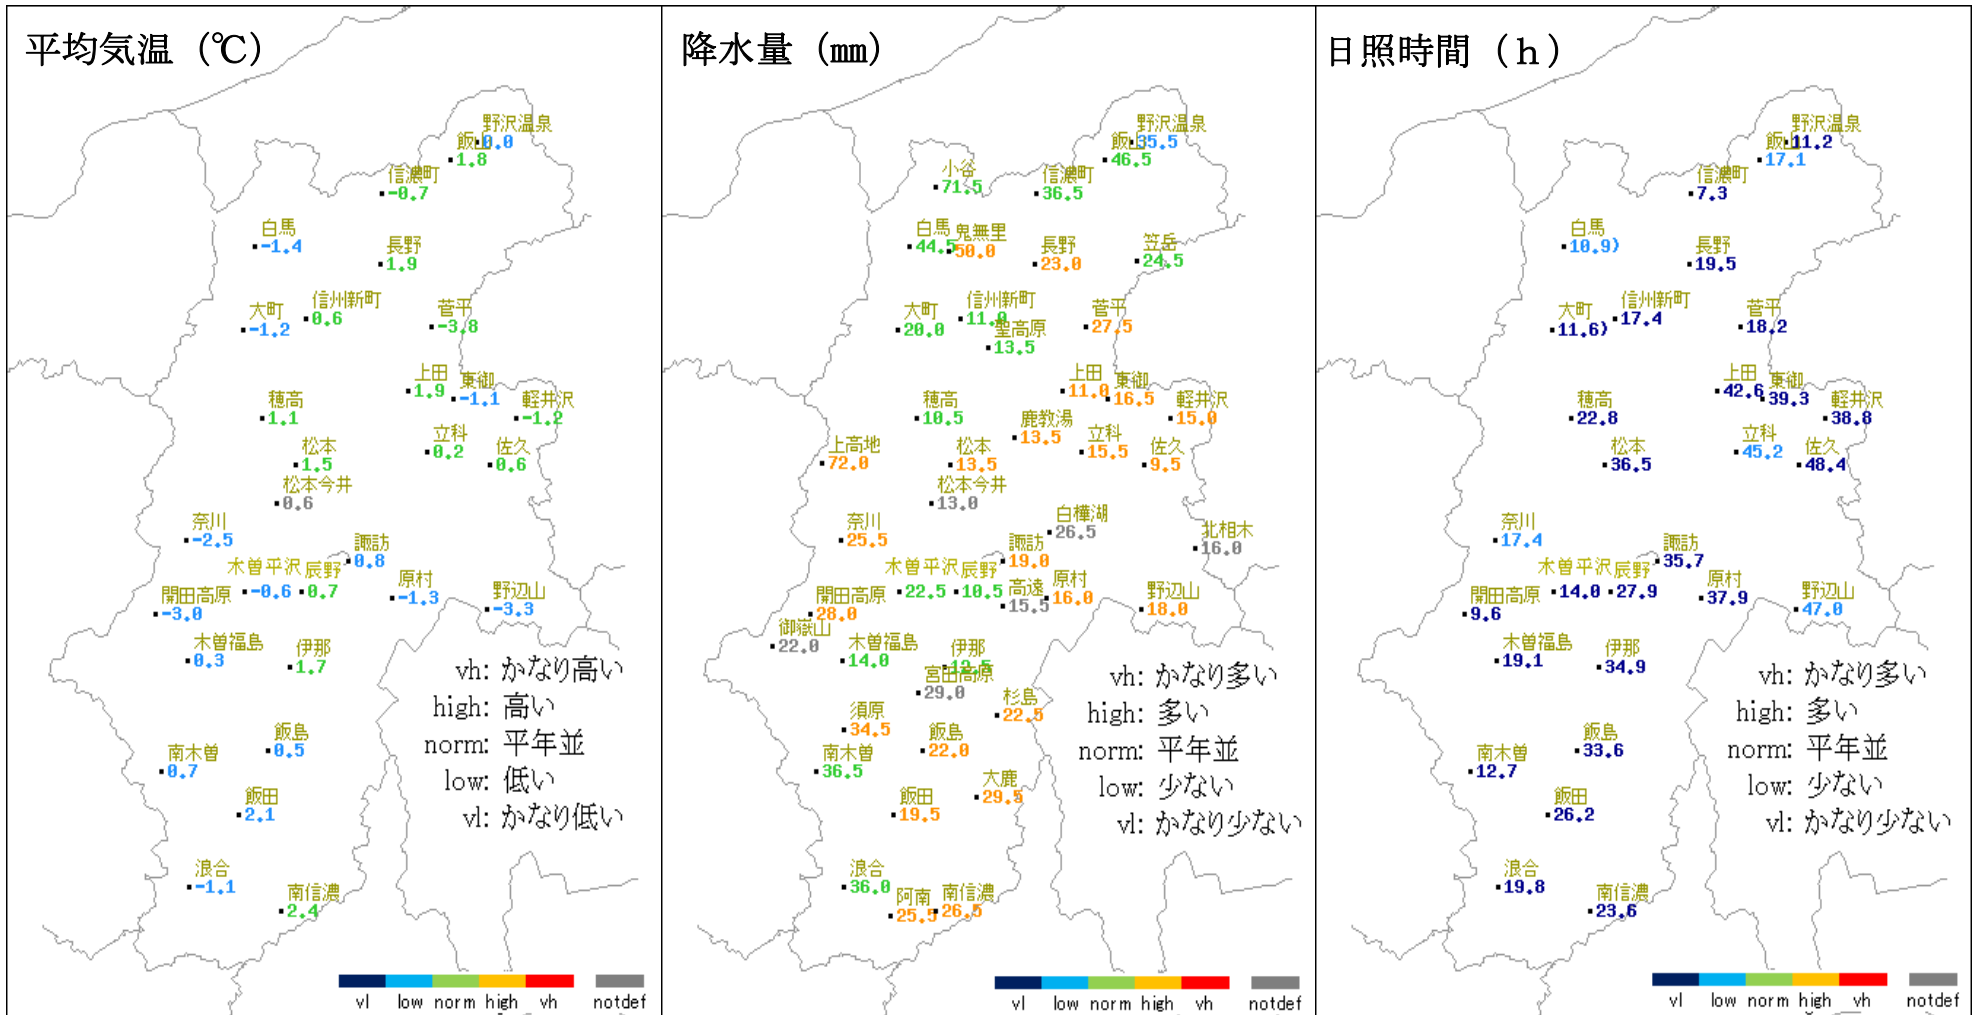 平均気温（℃）
野沢温泉
0.0
飯山
1.8
信濃町
-0.7
白馬
-1.4
長野
1.9
信州新町
0.6
大町
-1.2
菅平
-3.8
上田
1.9
東御
-1.1
穂高
1.1
軽井沢
-1.2
立科
0.2
松本
1.5
佐久
0.6
松本今井
0.6
奈川
-2.5
諏訪
0.8
木曽平沢
-0.6
辰野
0.7
原村
-1.3
開田高原
-3.0
野辺山
-3.3
木曽福島
0.3
伊那
1.7
飯島
0.5
南木曽
0.7
飯田
2.1
浪合
-1.1
南信濃
2.4
vh: かなり高い
high: 高い
norm: 平年並
low: 低い
vl: かなり低い
vl low norm high vh notdef
降水量（mm）
野沢温泉
35.5
飯山
46.5
小谷
71.5
信濃町
36.5
白馬
44.5
鬼無里
50.0
長野
23.0
笠岳
24.5
信州新町
11.0
大町
20.0
菅平
27.5
聖高原
13.5
上田
11.0
東御
16.5
穂高
10.5
軽井沢
15.0
鹿教湯
13.5
上高地
72.0
松本
13.5
立科
15.5
佐久
9.5
松本今井
13.0
奈川
25.5
白樺湖
26.5
北相木
16.0
諏訪
19.0
木曽平沢
22.5
辰野
10.5
高遠
15.5
原村
16.0
開田高原
28.0
野辺山
18.0
御嶽山
22.0
木曽福島
14.0
伊那
12.5
宮田高原
29.0
杉島
22.5
須原
34.5
飯島
22.0
南木曽
36.5
大鹿
29.5
飯田
19.5
浪合
36.0
阿南
25.5
南信濃
26.5
vh: かなり多い
high: 多い
norm: 平年並
low: 少ない
vl: かなり少ない
vl low norm high vh notdef
日照時間（ｈ）
野沢温泉
11.2
飯山
17.1
信濃町
7.3
白馬
10.9)
長野
19.5
信州新町
17.4
大町
11.6)
菅平
18.2
上田
42.6
東御
39.3
穂高
22.8
軽井沢
38.8
立科
45.2
松本
36.5
佐久
48.4
奈川
17.4
諏訪
35.7
木曽平沢
14.0
辰野
27.9
原村
37.9
開田高原
9.6
野辺山
47.0
木曽福島
19.1
伊那
34.9
飯島
33.6
南木曽
12.7
飯田
26.2
浪合
19.8
南信濃
23.6
vh: かなり多い
high: 多い
norm: 平年並
low: 少ない
vl: かなり少ない
vl low norm high vh notdef